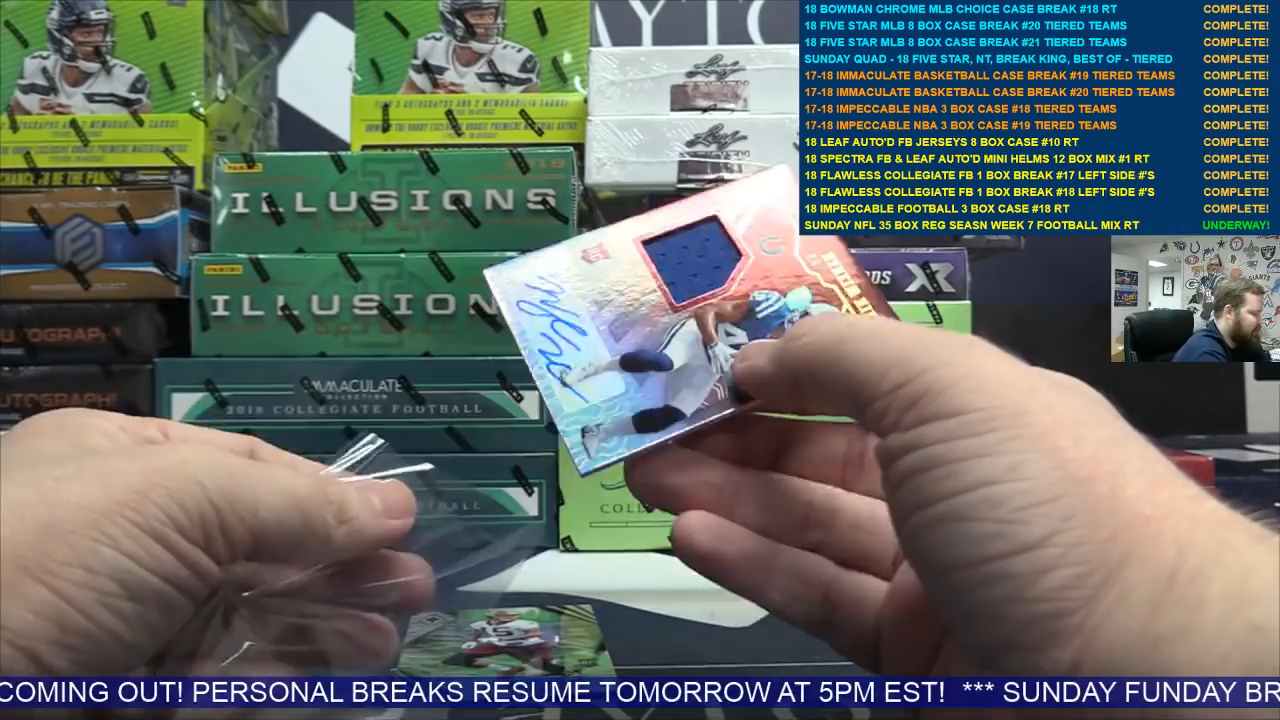 18 BOWMAN CHROME MLB CHOICE CASE BREAK #18 RT COMPLETE!
18 FIVE STAR MLB 8 BOX CASE BREAK #20 TIERED TEAMS COMPLETE!
18 FIVE STAR MLB 8 BOX CASE BREAK #21 TIERED TEAMS COMPLETE!
SUNDAY QUAD - 18 FIVE STAR, NT, BREAK KING, BEST OF - TIERED COMPLETE!
17-18 IMMACULATE BASKETBALL CASE BREAK #19 TIERED TEAMS COMPLETE!
17-18 IMMACULATE BASKETBALL CASE BREAK #20 TIERED TEAMS COMPLETE!
17-18 IMPECCABLE NBA 3 BOX CASE #18 TIERED TEAMS COMPLETE!
17-18 IMPECCABLE NBA 3 BOX CASE #19 TIERED TEAMS COMPLETE!
18 LEAF AUTO'D FB JERSEYS 8 BOX CASE #10 RT COMPLETE!
18 SPECTRA FB & LEAF AUTO'D MINI HELMS 12 BOX MIX #1 RT COMPLETE!
18 FLAWLESS COLLEGIATE FB 1 BOX BREAK #17 LEFT SIDE #'S COMPLETE!
18 FLAWLESS COLLEGIATE FB 1 BOX BREAK #18 LEFT SIDE #'S COMPLETE!
18 IMPECCABLE FOOTBALL 3 BOX CASE #18 RT COMPLETE!
SUNDAY NFL 35 BOX REG SEASN WEEK 7 FOOTBALL MIX RT UNDERWAY!
Leaf
Leaf
PANINI
ILLUSIONS
PANINI
ILLUSION
XR
IMMACULATE
COLLECTION
2018 COLLEGIATE FOOTBALL
COLL
COMING OUT! PERSONAL BREAKS RESUME TOMORROW AT 5PM EST! *** SUNDAY FUNDAY BR